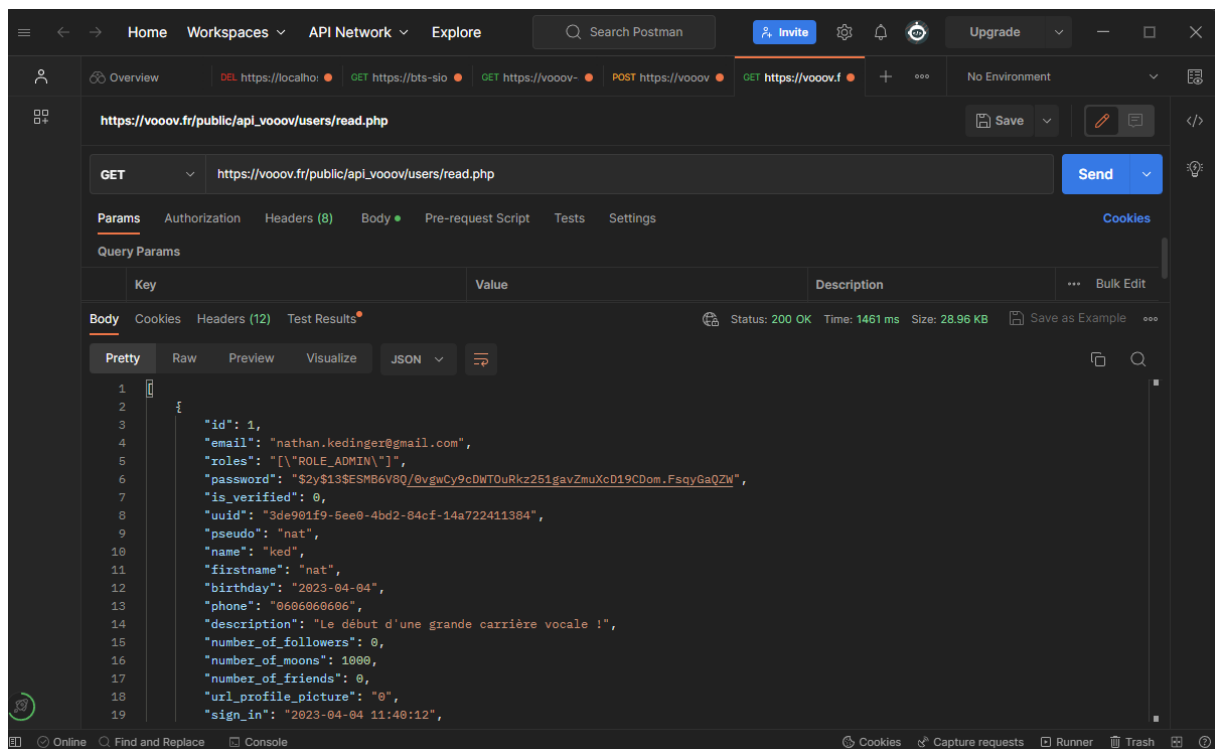 Home Workspaces API Network Explore Search Postman Invite Upgrade
Overview DEL https://localho: GET https://bts-sio GET https://vooov- POST https://vooov GET https://vooov.f No Environment
https://vooov.fr/public/api_vooov/users/read.php Save
GET https://vooov.fr/public/api_vooov/users/read.php Send
Params Authorization Headers (8) Body Pre-request Script Tests Settings Cookies
Query Params
Key Value Description Bulk Edit
Body Cookies Headers (12) Test Results Status: 200 OK Time: 1461 ms Size: 28.96 KB Save as Example
Pretty Raw Preview Visualize JSON
1 [
2 {
3 "id": 1,
4 "email": "nathan.kedinger@gmail.com",
5 "roles": "[\"ROLE_ADMIN\"]",
6 "password": "$2y$13$ESMB6V8Q/0vgwCy9cDWTOuRkz251gavZmuXcD19CDom.FsqyGaQZW",
7 "is_verified": 0,
8 "uuid": "3de901f9-5ee0-4bd2-84cf-14a722411384",
9 "pseudo": "nat",
10 "name": "ked",
11 "firstname": "nat",
12 "birthday": "2023-04-04",
13 "phone": "0606060606",
14 "description": "Le début d'une grande carrière vocale !",
15 "number_of_followers": 0,
16 "number_of_moons": 1000,
17 "number_of_friends": 0,
18 "url_profile_picture": "0",
19 "sign_in": "2023-04-04 11:40:12",
Online Find and Replace Console Cookies Capture requests Runner Trash